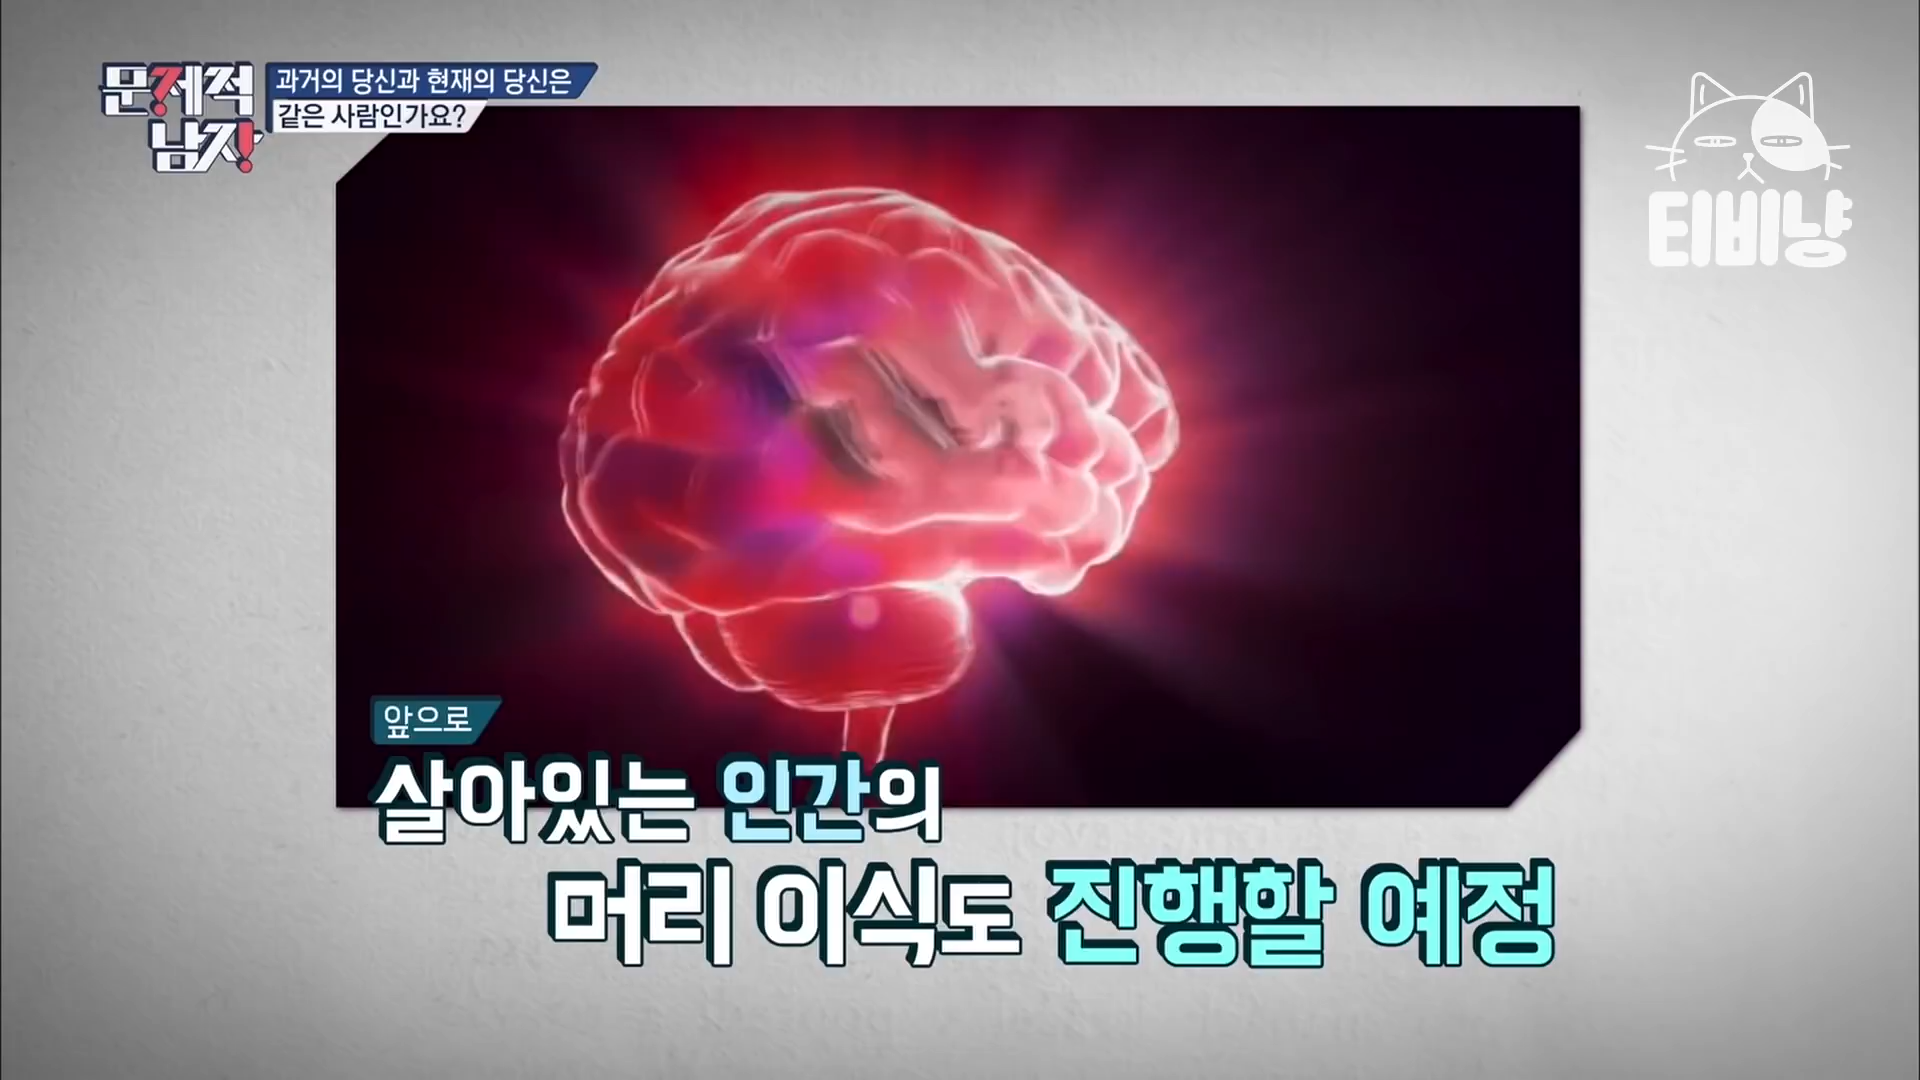 문제적
남자
과거의 당신과 현재의 당신은
같은 사람인가요?
티비냥
앞으로
살아있는 인간의
머리 이식도 진행할 예정